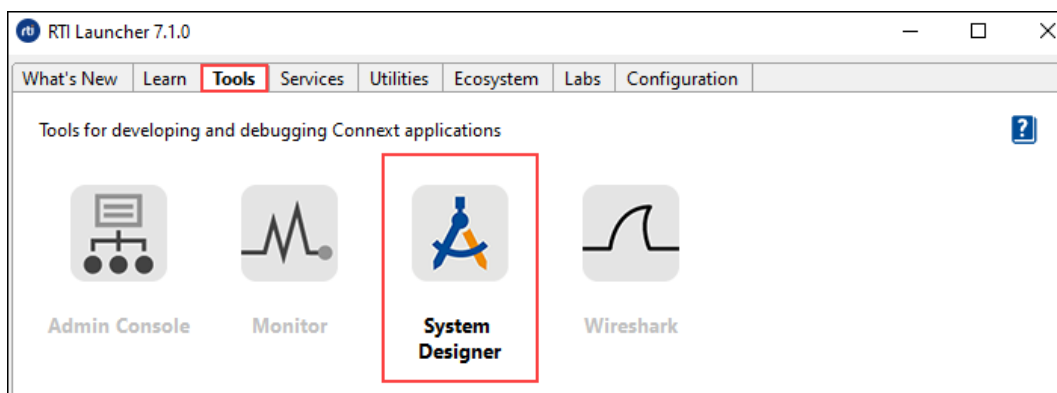 rti RTI Launcher 7.1.0
What's New Learn Tools Services Utilities Ecosystem Labs Configuration
Tools for developing and debugging Connext applications ?
Admin Console Monitor System Designer Wireshark